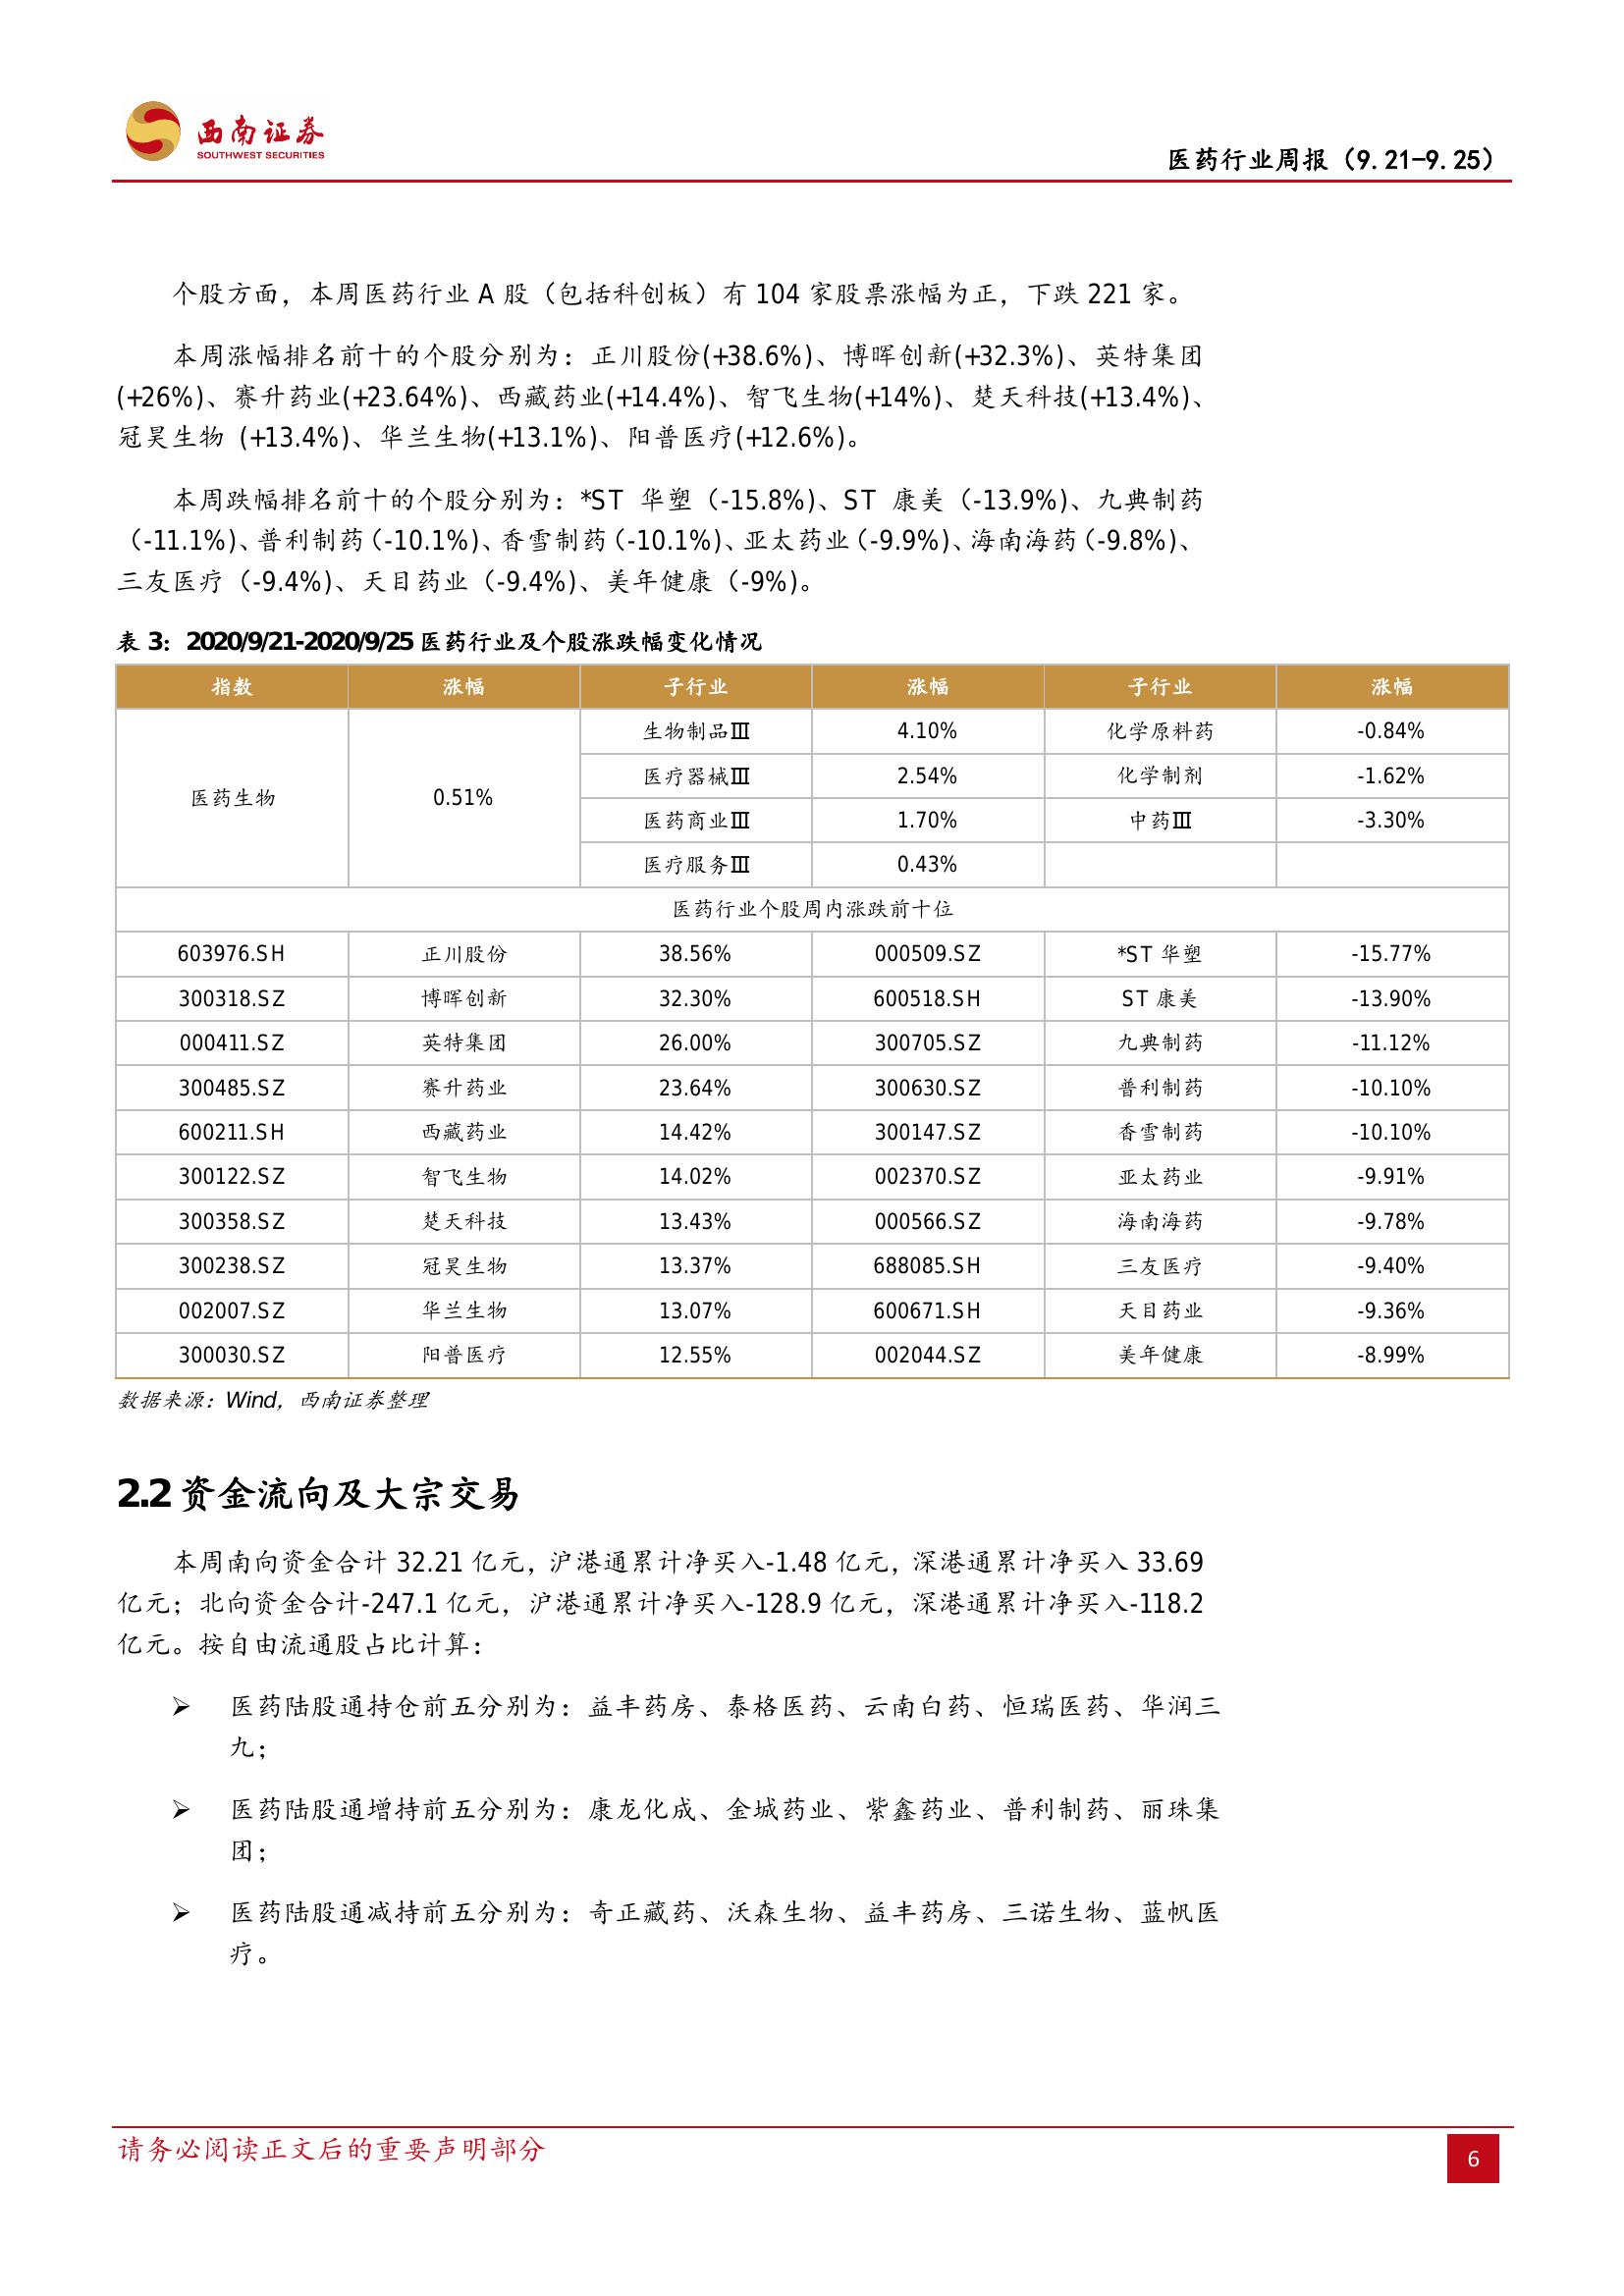 西南证券
SOUTHWEST SECURITIES
医药行业周报（9.21-9.25）
个股方面，本周医药行业 A 股（包括科创板）有 104 家股票涨幅为正，下跌 221 家。
本周涨幅排名前十的个股分别为：正川股份(+38.6%)、博晖创新(+32.3%)、英特集团
(+26%)、赛升药业(+23.64%)、西藏药业(+14.4%)、智飞生物(+14%)、楚天科技(+13.4%)、
冠昊生物 (+13.4%)、华兰生物(+13.1%)、阳普医疗(+12.6%)。
本周跌幅排名前十的个股分别为：*ST 华塑（-15.8%)、ST 康美（-13.9%)、九典制药
（-11.1%)、普利制药（-10.1%)、香雪制药（-10.1%)、亚太药业（-9.9%)、海南海药（-9.8%)、
三友医疗（-9.4%)、天目药业（-9.4%)、美年健康（-9%)。
表 3：2020/9/21-2020/9/25 医药行业及个股涨跌幅变化情况
指数 涨幅 子行业 涨幅 子行业 涨幅
医药生物 0.51% 生物制品Ⅲ 4.10% 化学原料药 -0.84%
医疗器械Ⅲ 2.54% 化学制剂 -1.62%
医药商业Ⅲ 1.70% 中药Ⅲ -3.30%
医疗服务Ⅲ 0.43%
医药行业个股周内涨跌前十位
603976.SH 正川股份 38.56% 000509.SZ *ST 华塑 -15.77%
300318.SZ 博晖创新 32.30% 600518.SH ST 康美 -13.90%
000411.SZ 英特集团 26.00% 300705.SZ 九典制药 -11.12%
300485.SZ 赛升药业 23.64% 300630.SZ 普利制药 -10.10%
600211.SH 西藏药业 14.42% 300147.SZ 香雪制药 -10.10%
300122.SZ 智飞生物 14.02% 002370.SZ 亚太药业 -9.91%
300358.SZ 楚天科技 13.43% 000566.SZ 海南海药 -9.78%
300238.SZ 冠昊生物 13.37% 688085.SH 三友医疗 -9.40%
002007.SZ 华兰生物 13.07% 600671.SH 天目药业 -9.36%
300030.SZ 阳普医疗 12.55% 002044.SZ 美年健康 -8.99%
数据来源：Wind，西南证券整理
2.2 资金流向及大宗交易
本周南向资金合计 32.21 亿元，沪港通累计净买入-1.48 亿元，深港通累计净买入 33.69
亿元；北向资金合计-247.1 亿元，沪港通累计净买入-128.9 亿元，深港通累计净买入-118.2
亿元。按自由流通股占比计算：
➢ 医药陆股通持仓前五分别为：益丰药房、泰格医药、云南白药、恒瑞医药、华润三
九；
➢ 医药陆股通增持前五分别为：康龙化成、金城药业、紫鑫药业、普利制药、丽珠集
团；
➢ 医药陆股通减持前五分别为：奇正藏药、沃森生物、益丰药房、三诺生物、蓝帆医
疗。
请务必阅读正文后的重要声明部分
6